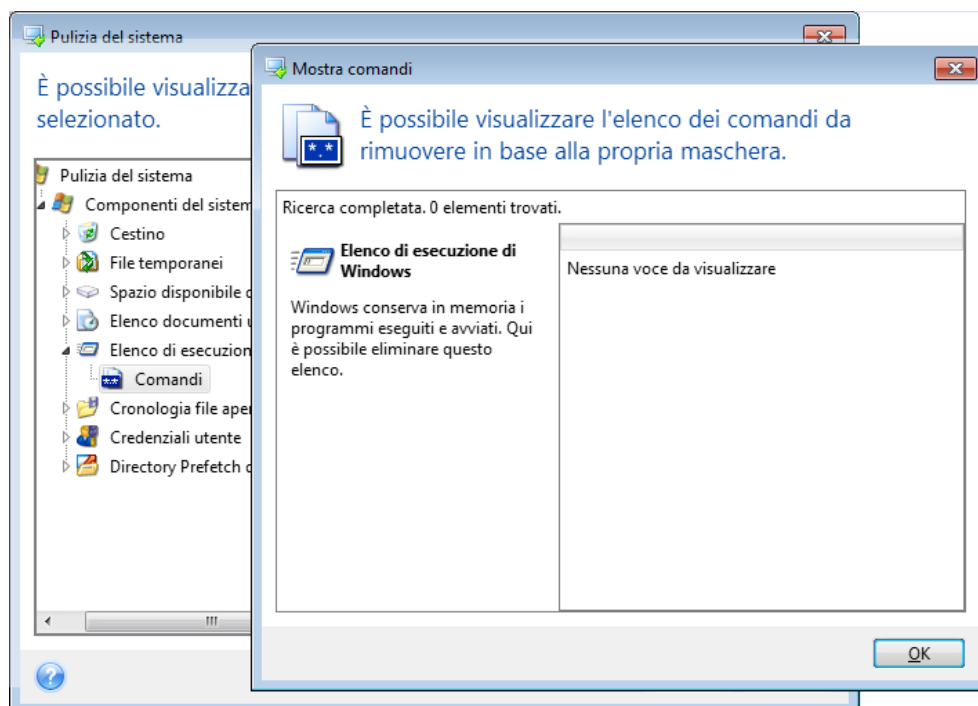 Pulizia del sistema
È possibile visualizza
selezionato.
Pulizia del sistema
Componenti del sistem
Cestino
File temporanei
Spazio disponibile
Elenco documenti
Elenco di esecuzion
Comandi
Cronologia file ape
Credenziali utente
Directory Prefetch
Mostra comandi
È possibile visualizzare l'elenco dei comandi da
rimuovere in base alla propria maschera.
*.*
Ricerca completata. 0 elementi trovati.
Elenco di esecuzione di
Windows
Windows conserva in memoria i
programmi eseguiti e avviati. Qui
è possibile eliminare questo
elenco.
Nessuna voce da visualizzare
OK